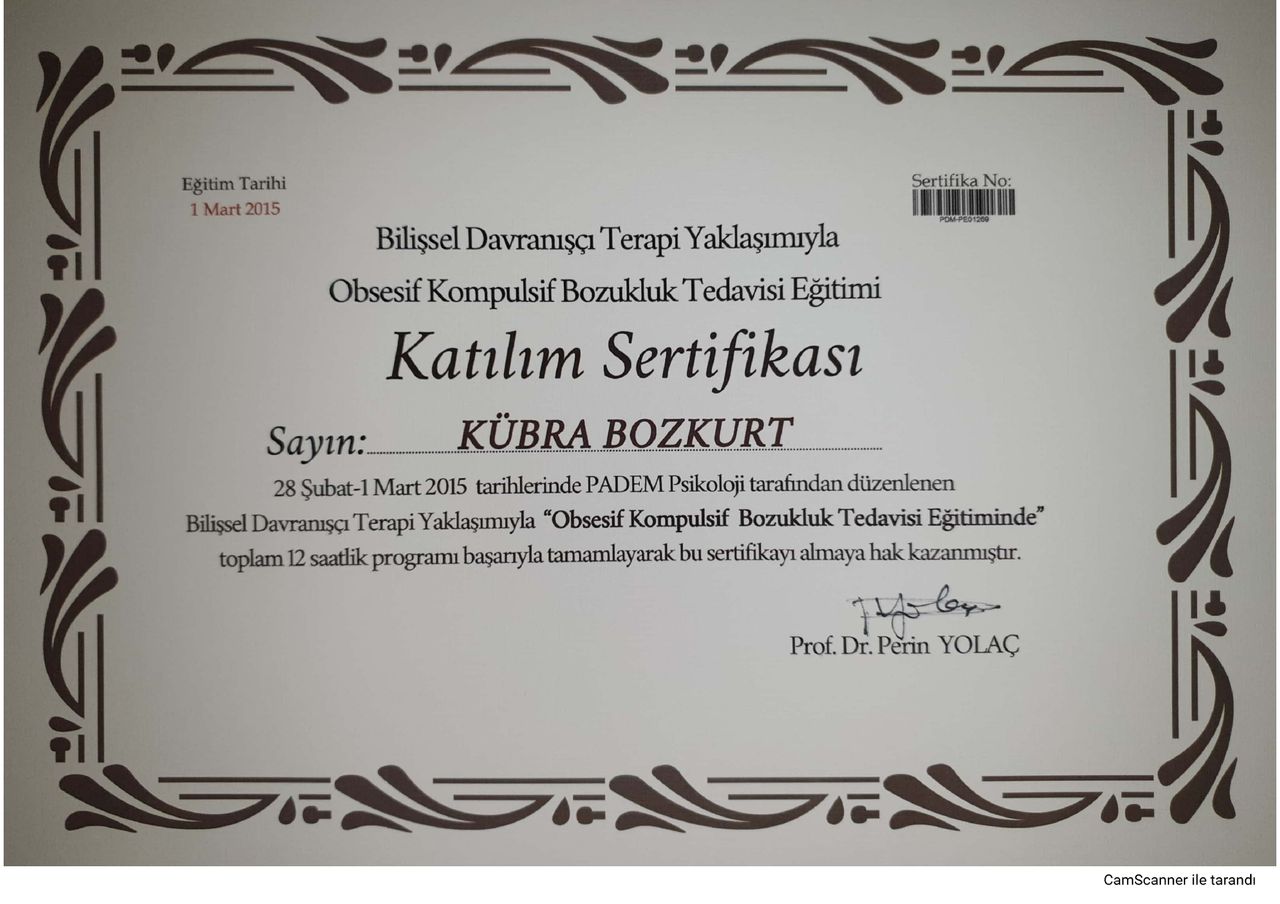 Eğitim Tarihi
1 Mart 2015
Sertifika No:
PDM-PE01269
Bilişsel Davranışçı Terapi Yaklaşımıyla
Obsesif Kompulsif Bozukluk Tedavisi Eğitimi
Katılım Sertifikası
Sayın: KÜBRA BOZKURT
28 Şubat-1 Mart 2015 tarihlerinde PADEM Psikoloji tarafından düzenlenen
Bilişsel Davranışçı Terapi Yaklaşımıyla “Obsesif Kompulsif Bozukluk Tedavisi Eğitiminde”
toplam 12 saatlik programı başarıyla tamamlayarak bu sertifikayı almaya hak kazanmıştır.
Prof. Dr. Perin YOLAÇ
CamScanner ile tarandı